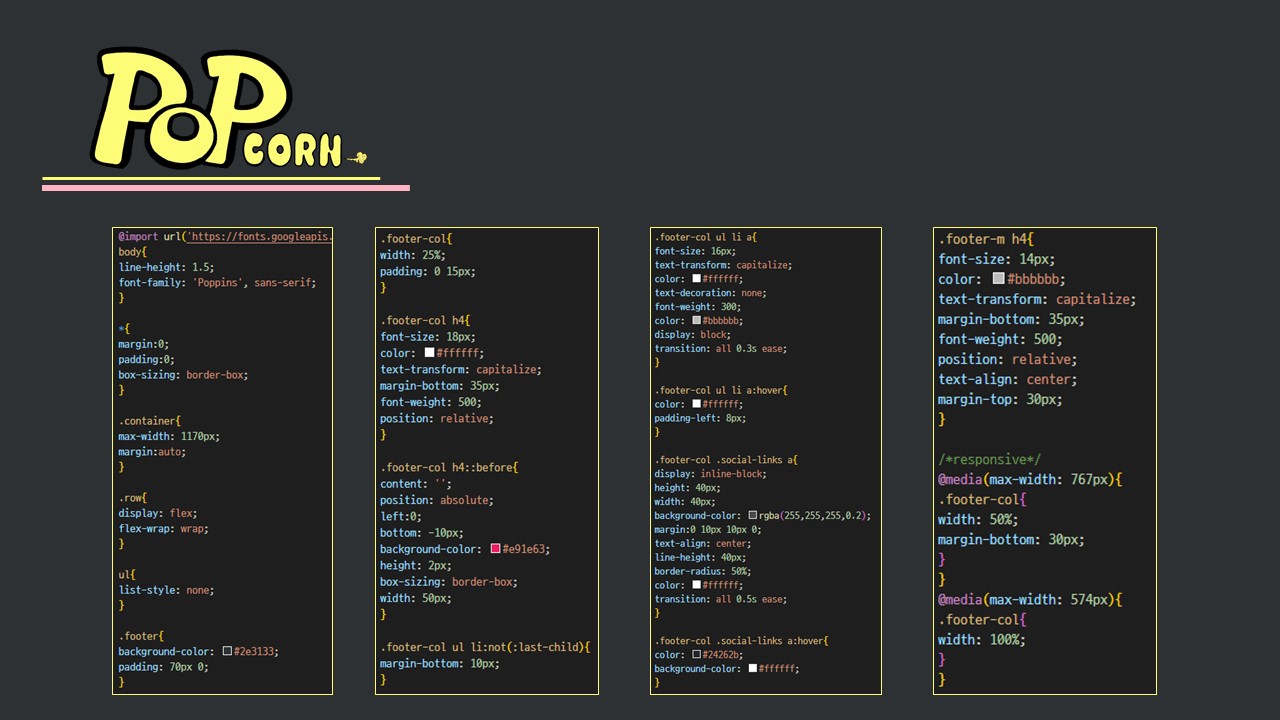 POP
CORN
@import url('https://fonts.googleapis.
body{
line-height: 1.5;
font-family: 'Poppins', sans-serif;
}
*{
margin:0;
padding:0;
box-sizing: border-box;
}
.container{
max-width: 1170px;
margin:auto;
}
.row{
display: flex;
flex-wrap: wrap;
}
ul{
list-style: none;
}
.footer{
background-color: #2e3133;
padding: 70px 0;
}
.footer-col{
width: 25%;
padding: 0 15px;
}
.footer-col h4{
font-size: 18px;
color: #ffffff;
text-transform: capitalize;
margin-bottom: 35px;
font-weight: 500;
position: relative;
}
.footer-col h4::before{
content: '';
position: absolute;
left:0;
bottom: -10px;
background-color: #e91e63;
height: 2px;
box-sizing: border-box;
width: 50px;
}
.footer-col ul li:not(:last-child){
margin-bottom: 10px;
}
.footer-col ul li a{
font-size: 16px;
text-transform: capitalize;
color: #ffffff;
text-decoration: none;
font-weight: 300;
color: #bbbbbb;
display: block;
transition: all 0.3s ease;
}
.footer-col ul li a:hover{
color: #ffffff;
padding-left: 8px;
}
.footer-col .social-links a{
display: inline-block;
height: 40px;
width: 40px;
background-color: rgba(255,255,255,0.2);
margin:0 10px 10px 0;
text-align: center;
line-height: 40px;
border-radius: 50%;
color: #ffffff;
transition: all 0.5s ease;
}
.footer-col .social-links a:hover{
color: #24262b;
background-color: #ffffff;
}
.footer-m h4{
font-size: 14px;
color: #bbbbbb;
text-transform: capitalize;
margin-bottom: 35px;
font-weight: 500;
position: relative;
text-align: center;
margin-top: 30px;
}
/*responsive*/
@media(max-width: 767px){
.footer-col{
width: 50%;
margin-bottom: 30px;
}
}
@media(max-width: 574px){
.footer-col{
width: 100%;
}
}